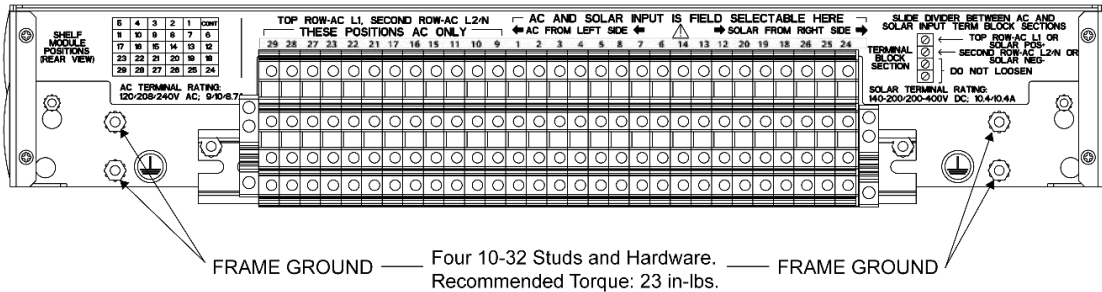 SHELF
MODULE
POSITIONS
(REAR VIEW)
5 4 3 2 1 CONT
11 10 9 8 7 6
17 16 15 14 13 12
23 22 21 20 19 18
29 28 27 26 25 24
AC TERMINAL RATING:
120/208/240V AC; 9/10/8.7A
TOP ROW-AC L1, SECOND ROW-AC L2/N
THESE POSITIONS AC ONLY
AC AND SOLAR INPUT IS FIELD SELECTABLE HERE
AC FROM LEFT SIDE
SOLAR FROM RIGHT SIDE
29 28 27 23 22 21 17 16 15 11 10 9 1 2 3 4 5 8 7 6 14 13 12 20 19 18 26 25 24
SLIDE DIVIDER BETWEEN AC AND
SOLAR INPUT TERM BLOCK SECTIONS
TERMINAL
BLOCK
SECTION
TOP ROW-AC L1 OR
SOLAR POS+
SECOND ROW-AC L2/N OR
SOLAR NEG-
DO NOT LOOSEN
SOLAR TERMINAL RATING:
140-200/200-400V DC; 10.4/10.4A
FRAME GROUND
Four 10-32 Studs and Hardware.
Recommended Torque: 23 in-lbs.
FRAME GROUND